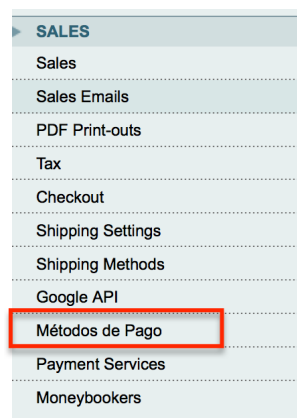 SALES
Sales
Sales Emails
PDF Print-outs
Tax
Checkout
Shipping Settings
Shipping Methods
Google API
Métodos de Pago
Payment Services
Moneybookers